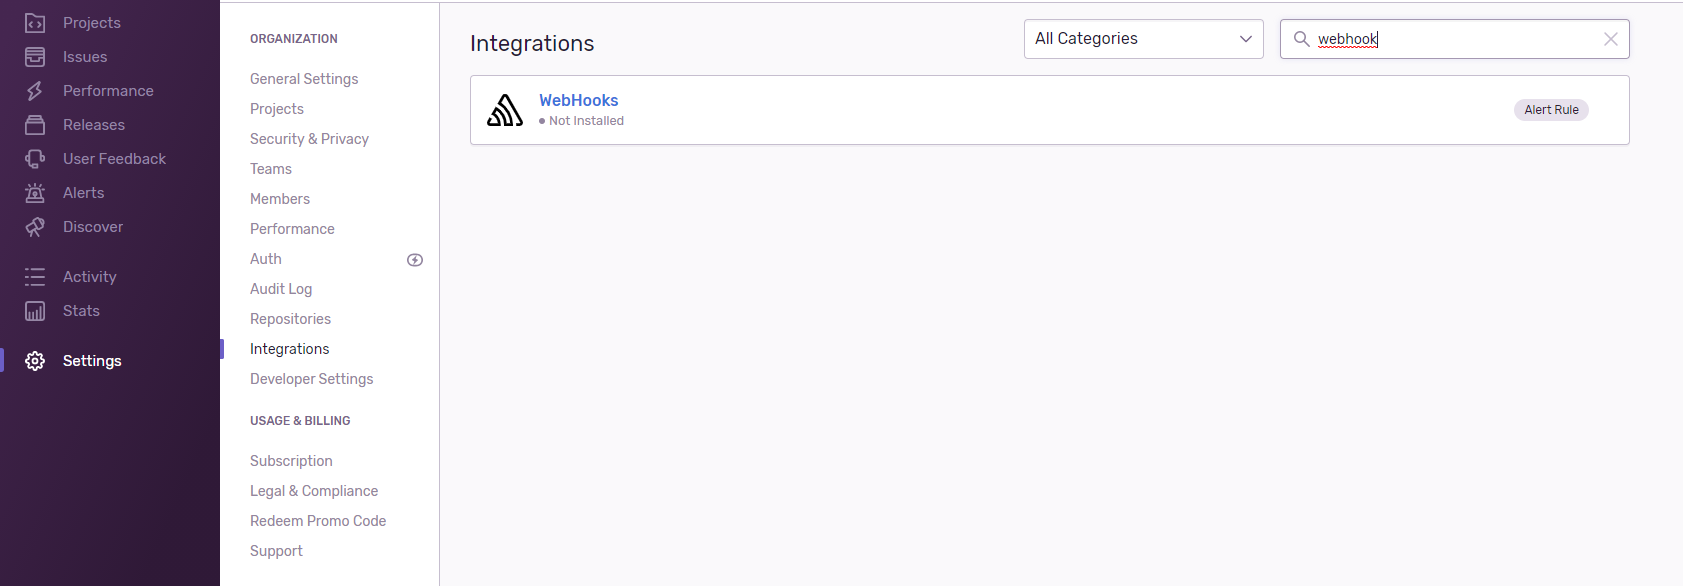 Projects
Issues
Performance
Releases
User Feedback
Alerts
Discover
Activity
Stats
Settings
ORGANIZATION
General Settings
Projects
Security & Privacy
Teams
Members
Performance
Auth
Audit Log
Repositories
Integrations
Developer Settings
USAGE & BILLING
Subscription
Legal & Compliance
Redeem Promo Code
Support
Integrations
All Categories
webhook
WebHooks
Not Installed
Alert Rule